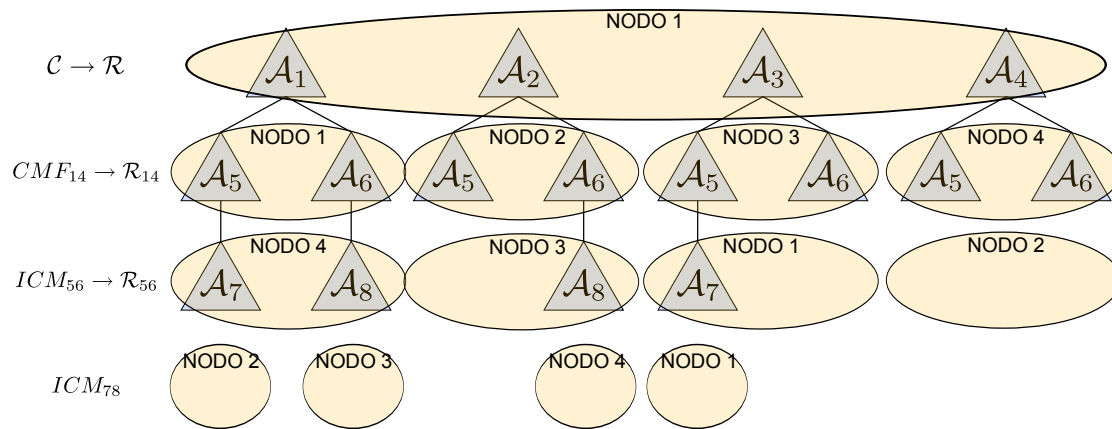 NODO 1
𝒞 → ℛ 𝒜₁ 𝒜₂ 𝒜₃ 𝒜₄
NODO 1 NODO 2 NODO 3 NODO 4
CMF₁₄ → ℛ₁₄ 𝒜₅ 𝒜₆ 𝒜₅ 𝒜₆ 𝒜₅ 𝒜₆ 𝒜₅ 𝒜₆
NODO 4 NODO 3 NODO 1 NODO 2
ICM₅₆ → ℛ₅₆ 𝒜₇ 𝒜₈ 𝒜₈ 𝒜₇
NODO 2 NODO 3 NODO 4 NODO 1
ICM₇₈